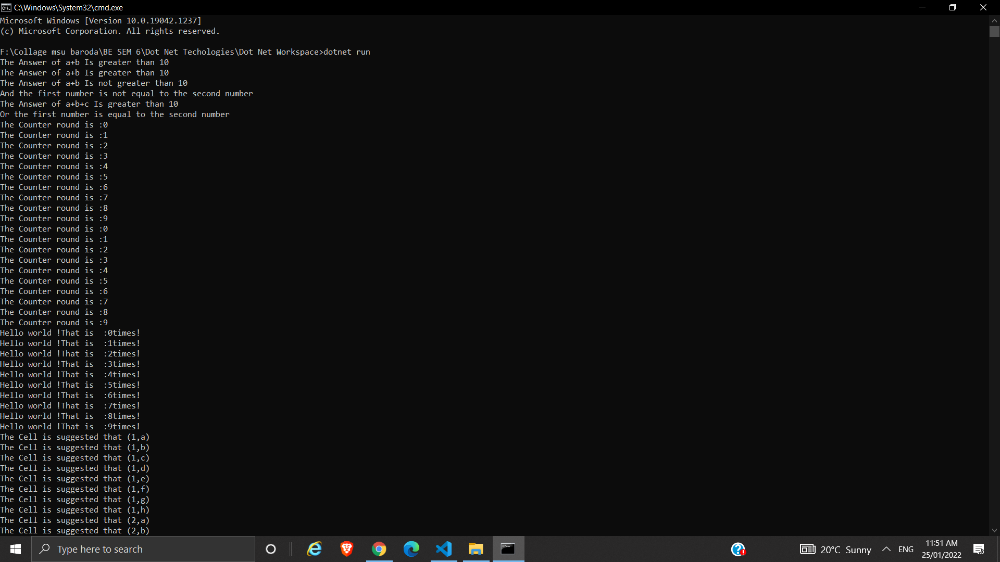 C:\Windows\System32\cmd.exe
Microsoft Windows [Version 10.0.19042.1237]
(c) Microsoft Corporation. All rights reserved.
F:\Collage msu baroda\BE SEM 6\Dot Net Techologies\Dot Net Workspace>dotnet run
The Answer of a+b Is greater than 10
The Answer of a+b Is greater than 10
The Answer of a+b Is not greater than 10
And the first number is not equal to the second number
The Answer of a+b+c Is greater than 10
Or the first number is equal to the second number
The Counter round is :0
The Counter round is :1
The Counter round is :2
The Counter round is :3
The Counter round is :4
The Counter round is :5
The Counter round is :6
The Counter round is :7
The Counter round is :8
The Counter round is :9
The Counter round is :0
The Counter round is :1
The Counter round is :2
The Counter round is :3
The Counter round is :4
The Counter round is :5
The Counter round is :6
The Counter round is :7
The Counter round is :8
The Counter round is :9
Hello world !That is  :0times!
Hello world !That is  :1times!
Hello world !That is  :2times!
Hello world !That is  :3times!
Hello world !That is  :4times!
Hello world !That is  :5times!
Hello world !That is  :6times!
Hello world !That is  :7times!
Hello world !That is  :8times!
Hello world !That is  :9times!
The Cell is suggested that (1,a)
The Cell is suggested that (1,b)
The Cell is suggested that (1,c)
The Cell is suggested that (1,d)
The Cell is suggested that (1,e)
The Cell is suggested that (1,f)
The Cell is suggested that (1,g)
The Cell is suggested that (1,h)
The Cell is suggested that (2,a)
The Cell is suggested that (2,b)
Type here to search
20°C Sunny
ENG
11:51 AM
25/01/2022